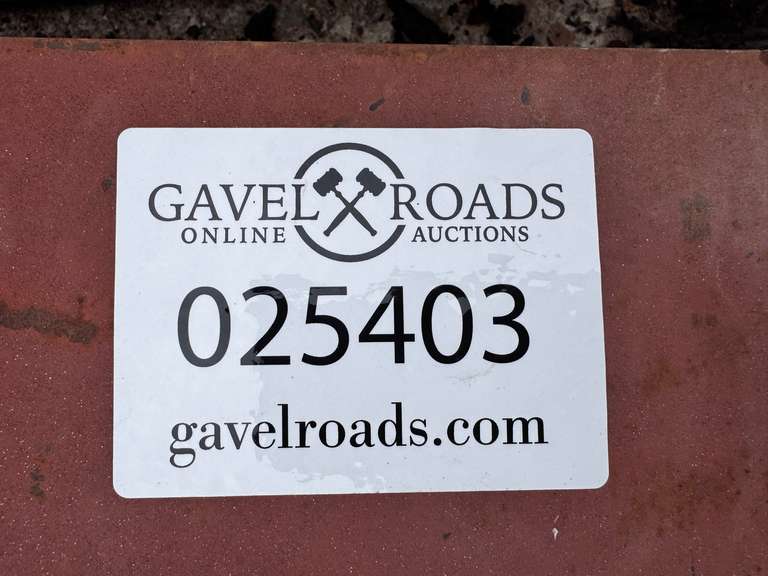 GAVEL ROADS
ONLINE AUCTIONS
025403
gavelroads.com